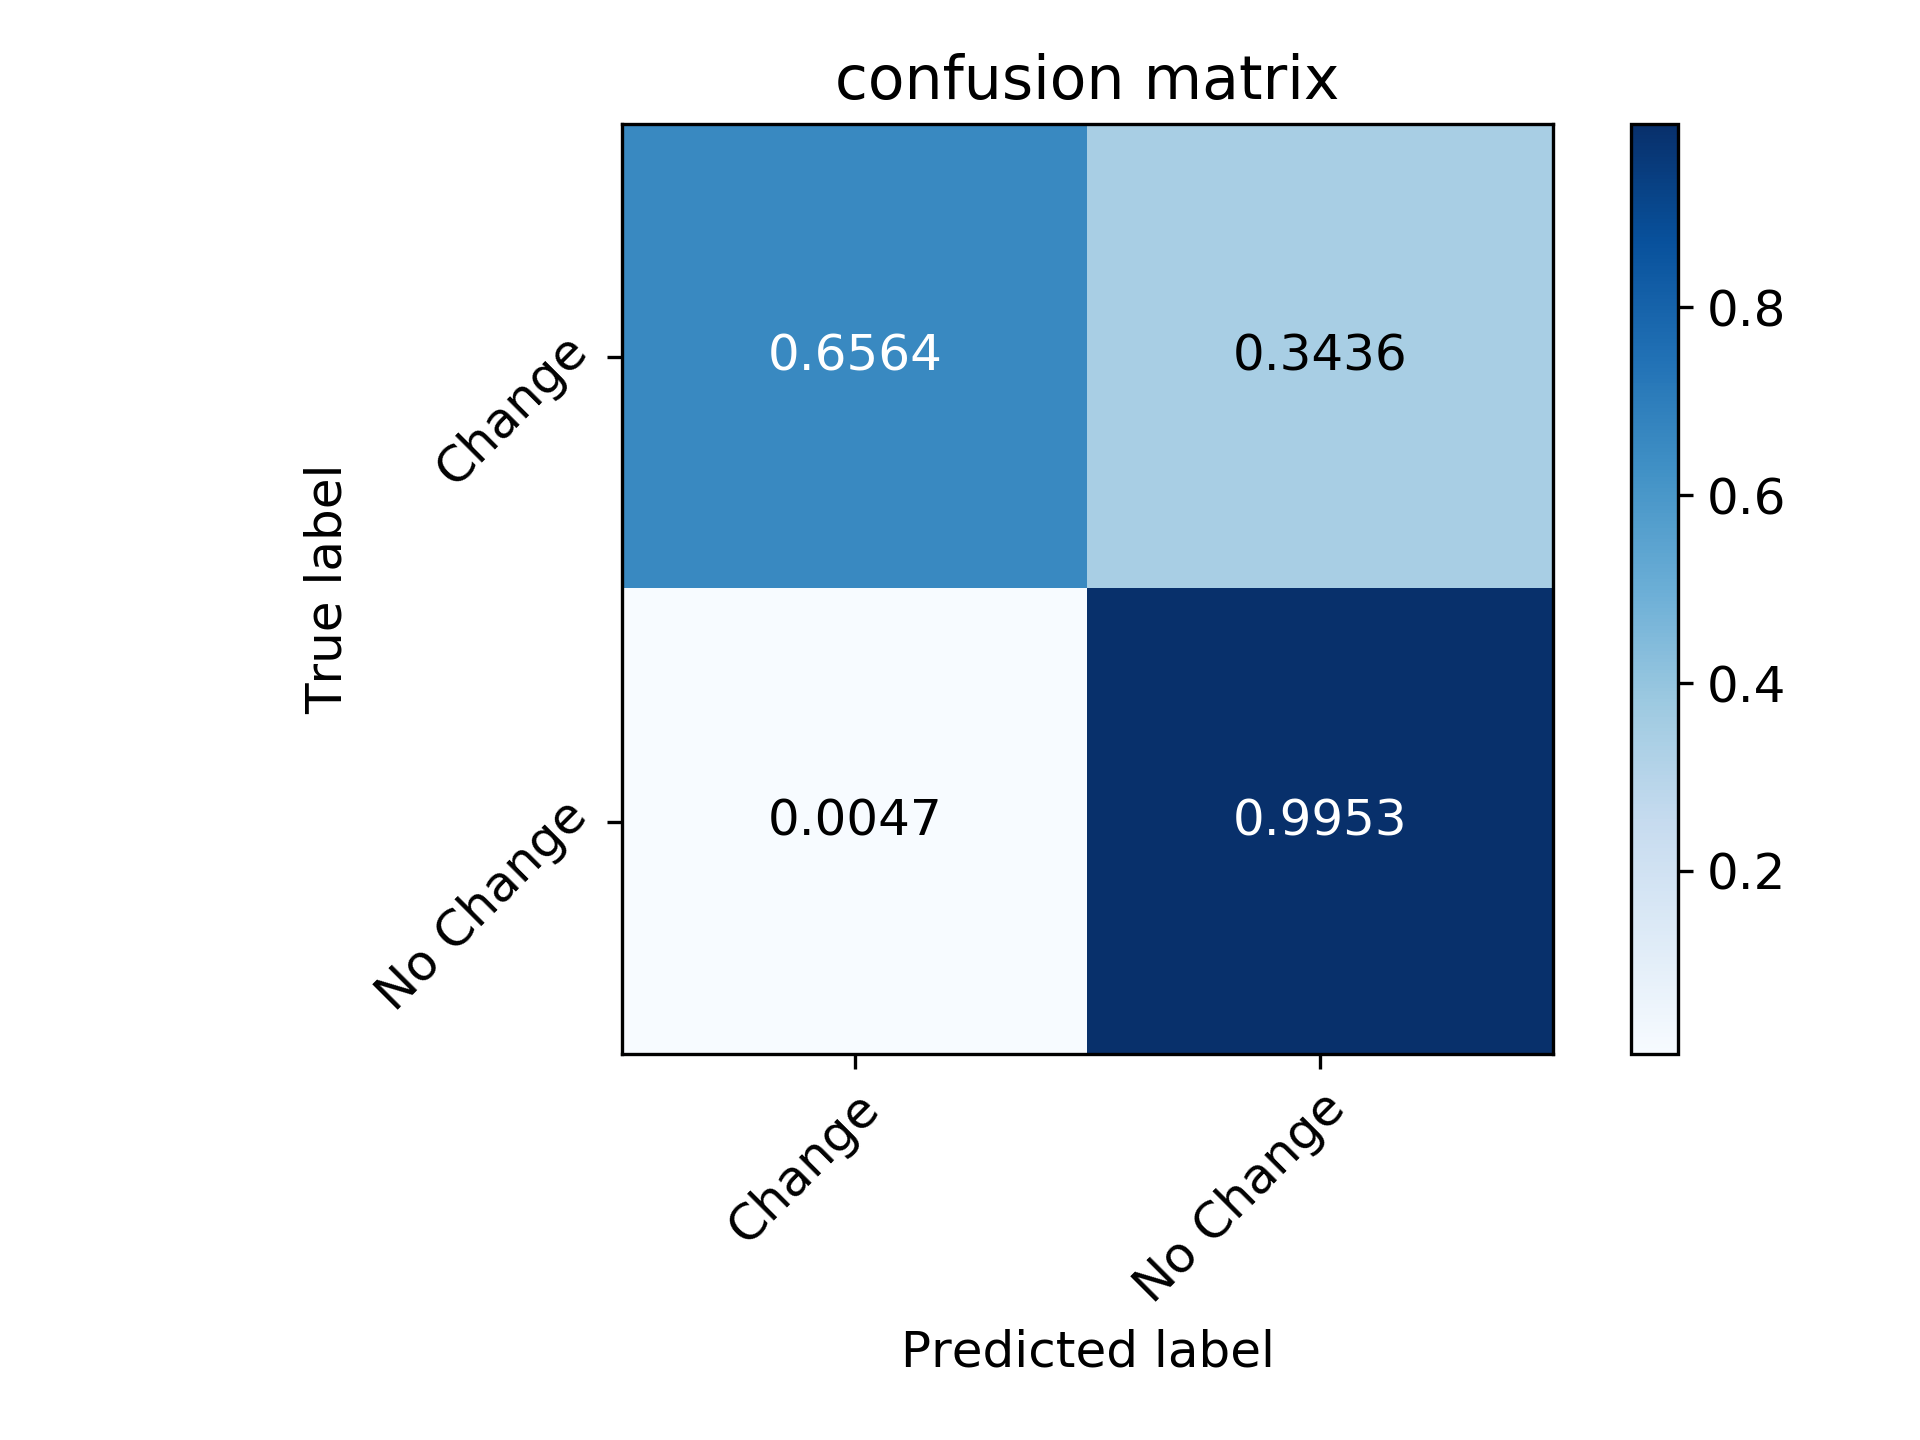 confusion matrix
True label
Change
0.6564 0.3436
No Change
0.0047 0.9953
Change No Change
Predicted label
0.8
0.6
0.4
0.2